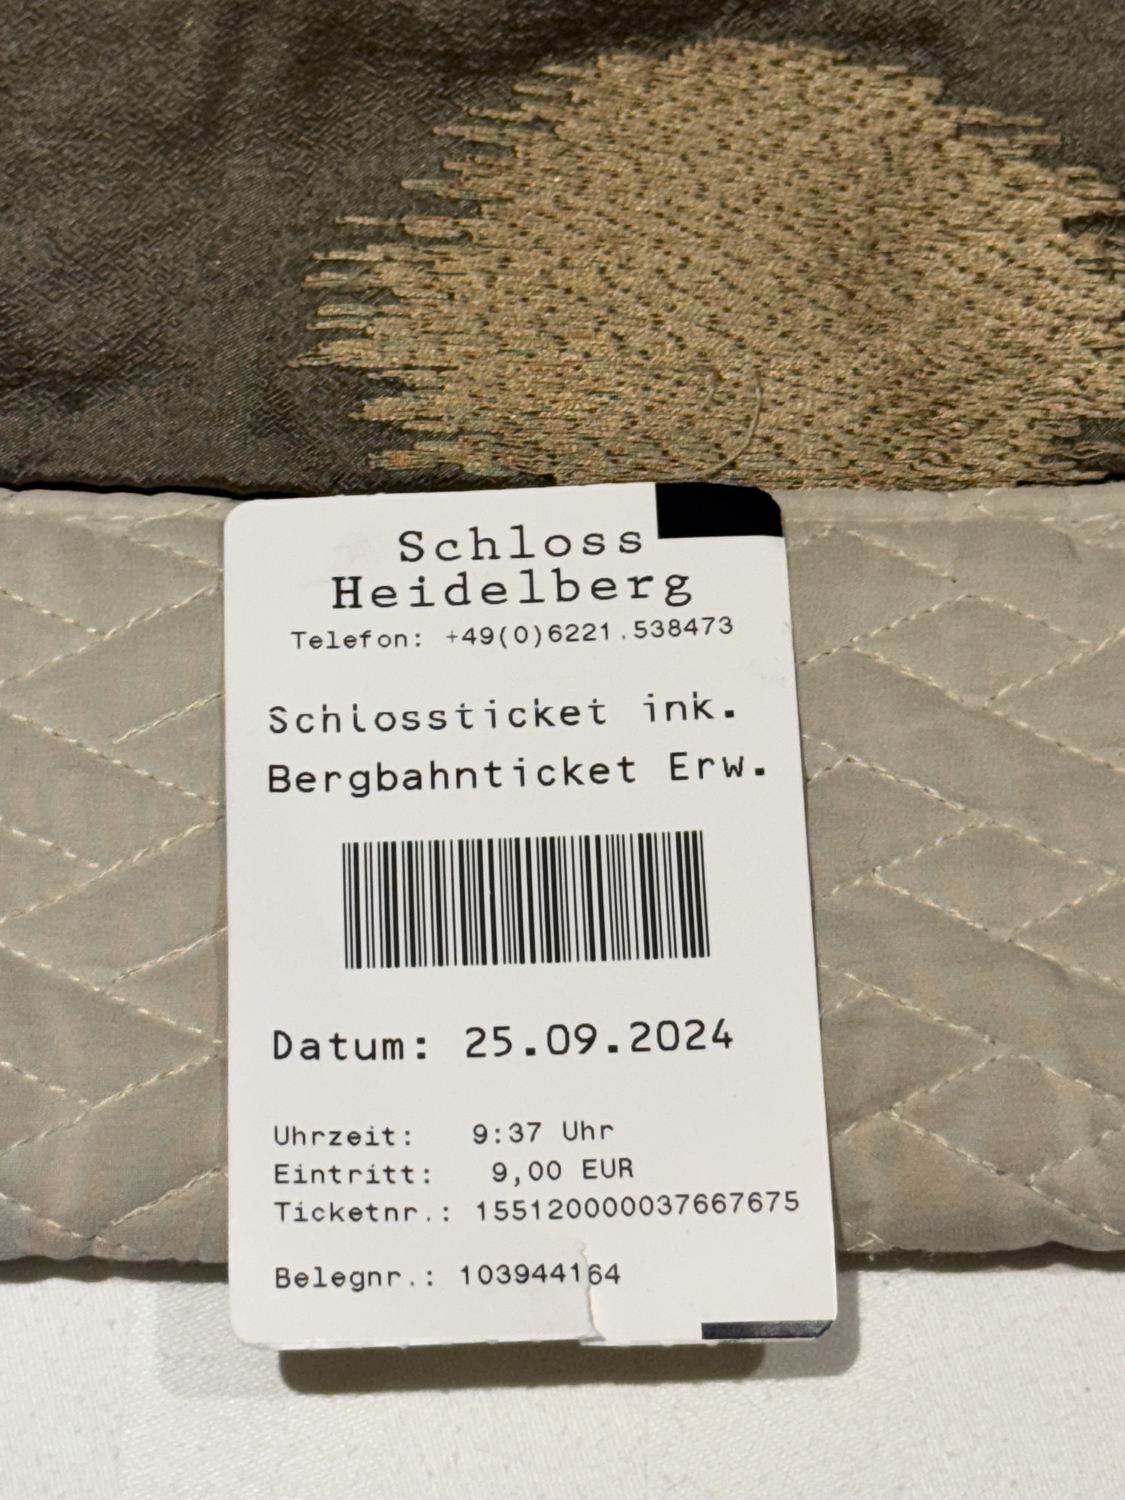 Schloss
Heidelberg
Telefon: +49(0)6221.538473
Schlossticket ink.
Bergbahnticket Erw.
Datum: 25.09.2024
Uhrzeit: 9:37 Uhr
Eintritt: 9,00 EUR
Ticketnr.: 155120000037667675
Belegnr.: 103944164